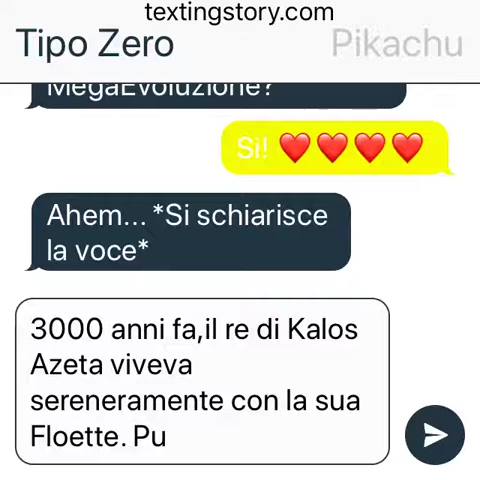 textingstory.com
Tipo Zero
Pikachu
MegaEvoluzione?
Si! ❤️❤️❤️❤️
Ahem... *Si schiarisce
la voce*
3000 anni fa,il re di Kalos
Azeta viveva
sereneramente con la sua
Floette. Pu